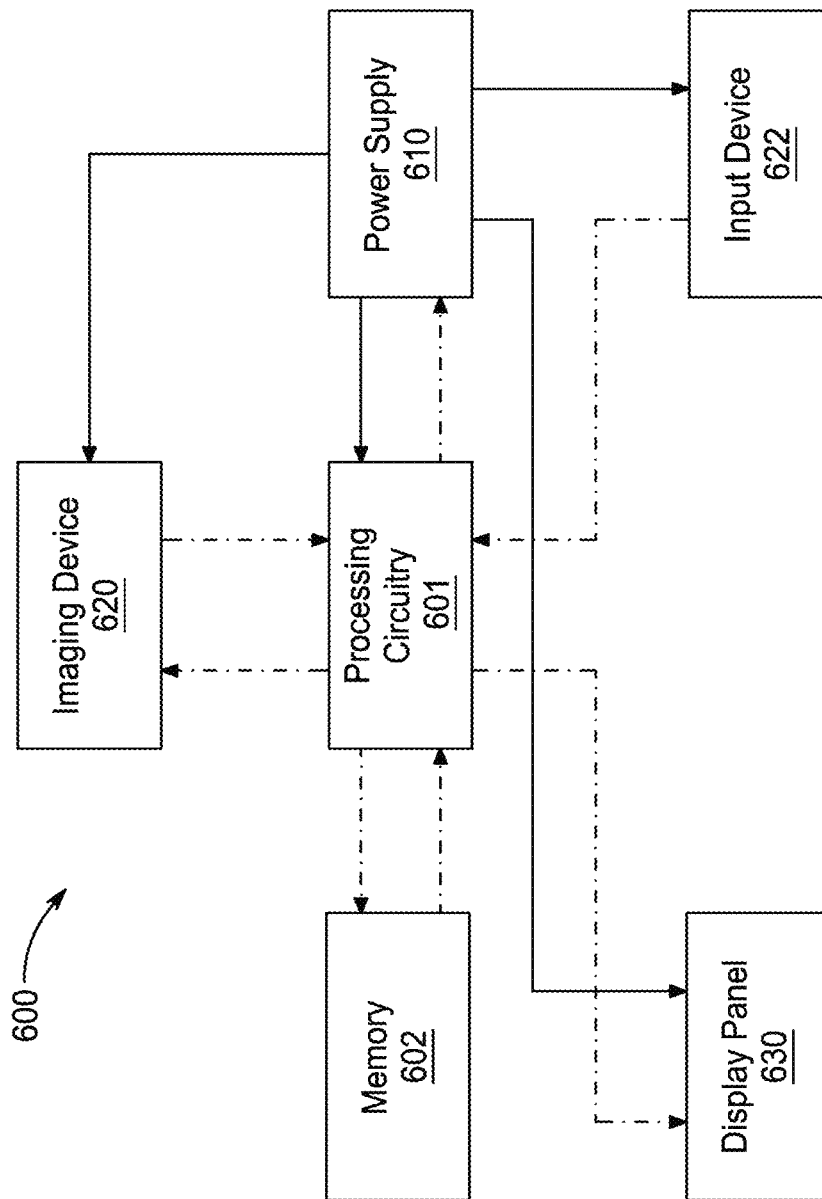 600
Imaging Device
620
Memory
602
Processing
Circuitry
601
Power Supply
610
Display Panel
630
Input Device
622